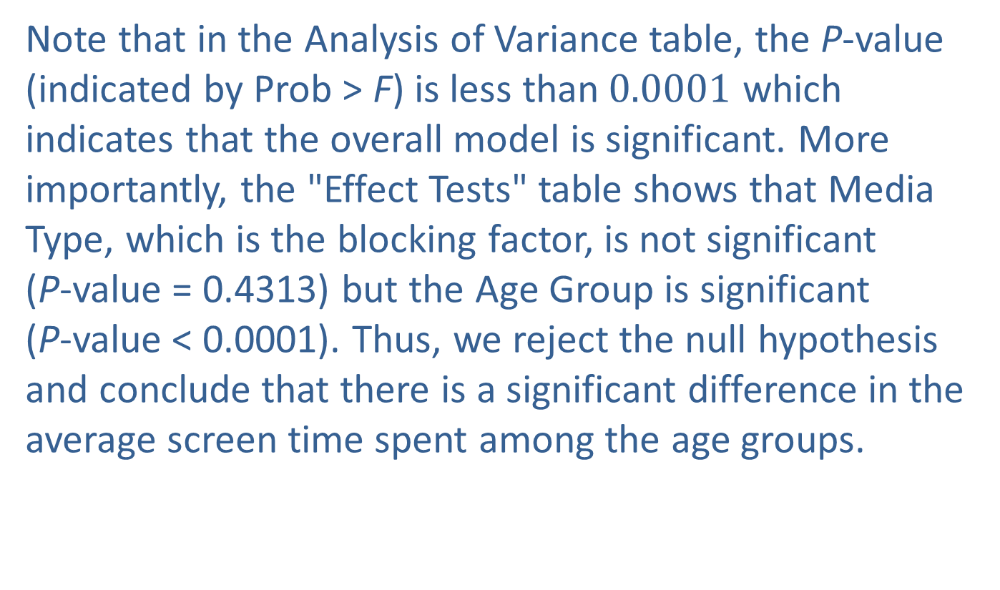 Note that in the Analysis of Variance table, the P-value
(indicated by Prob > F) is less than 0.0001 which
indicates that the overall model is significant. More
importantly, the "Effect Tests" table shows that Media
Type, which is the blocking factor, is not significant
(P-value = 0.4313) but the Age Group is significant
(P-value < 0.0001). Thus, we reject the null hypothesis
and conclude that there is a significant difference in the
average screen time spent among the age groups.